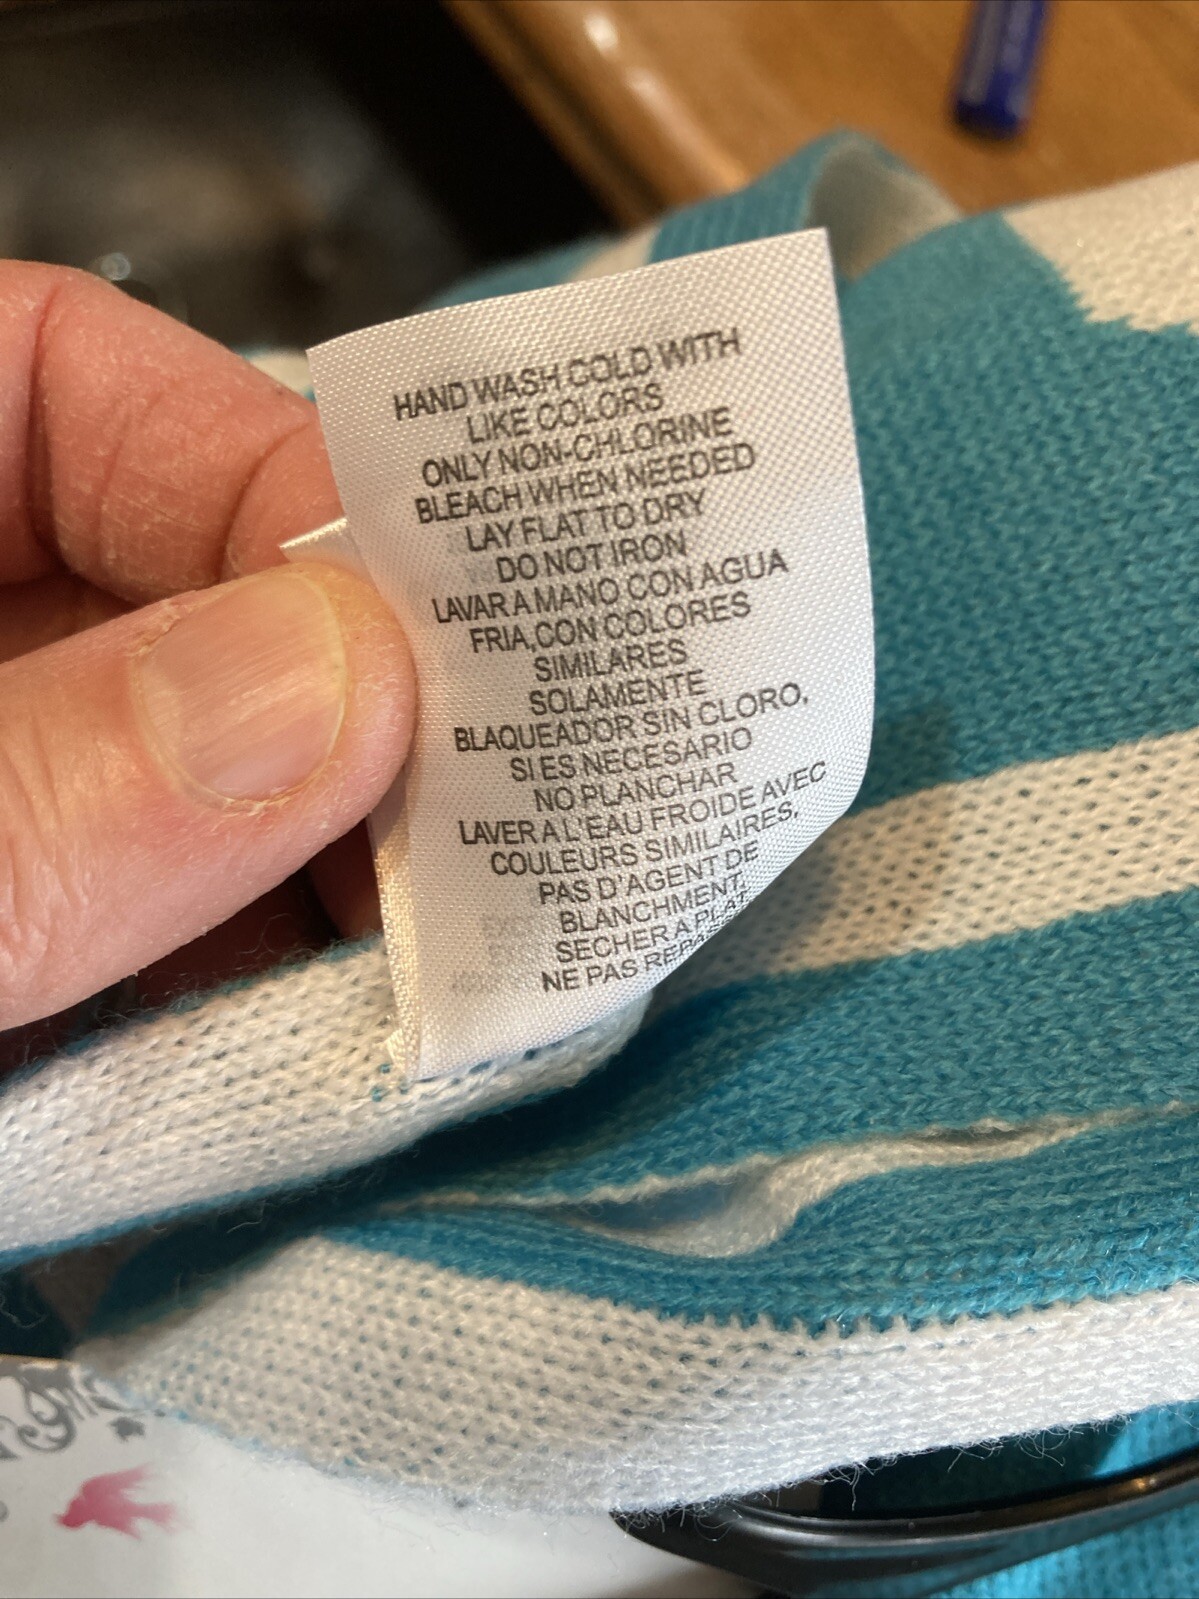 HAND WASH COLD WITH
LIKE COLORS
ONLY NON-CHLORINE
BLEACH WHEN NEEDED
LAY FLAT TO DRY
DO NOT IRON
LAVAR A MANO CON AGUA
FRIA,CON COLORES
SIMILARES
SOLAMENTE
BLAQUEADOR SIN CLORO,
SI ES NECESARIO
NO PLANCHAR
LAVER A L'EAU FROIDE AVEC
COULEURS SIMILAIRES,
PAS D'AGENT DE
BLANCHMENT,
SECHER A PLAT
NE PAS